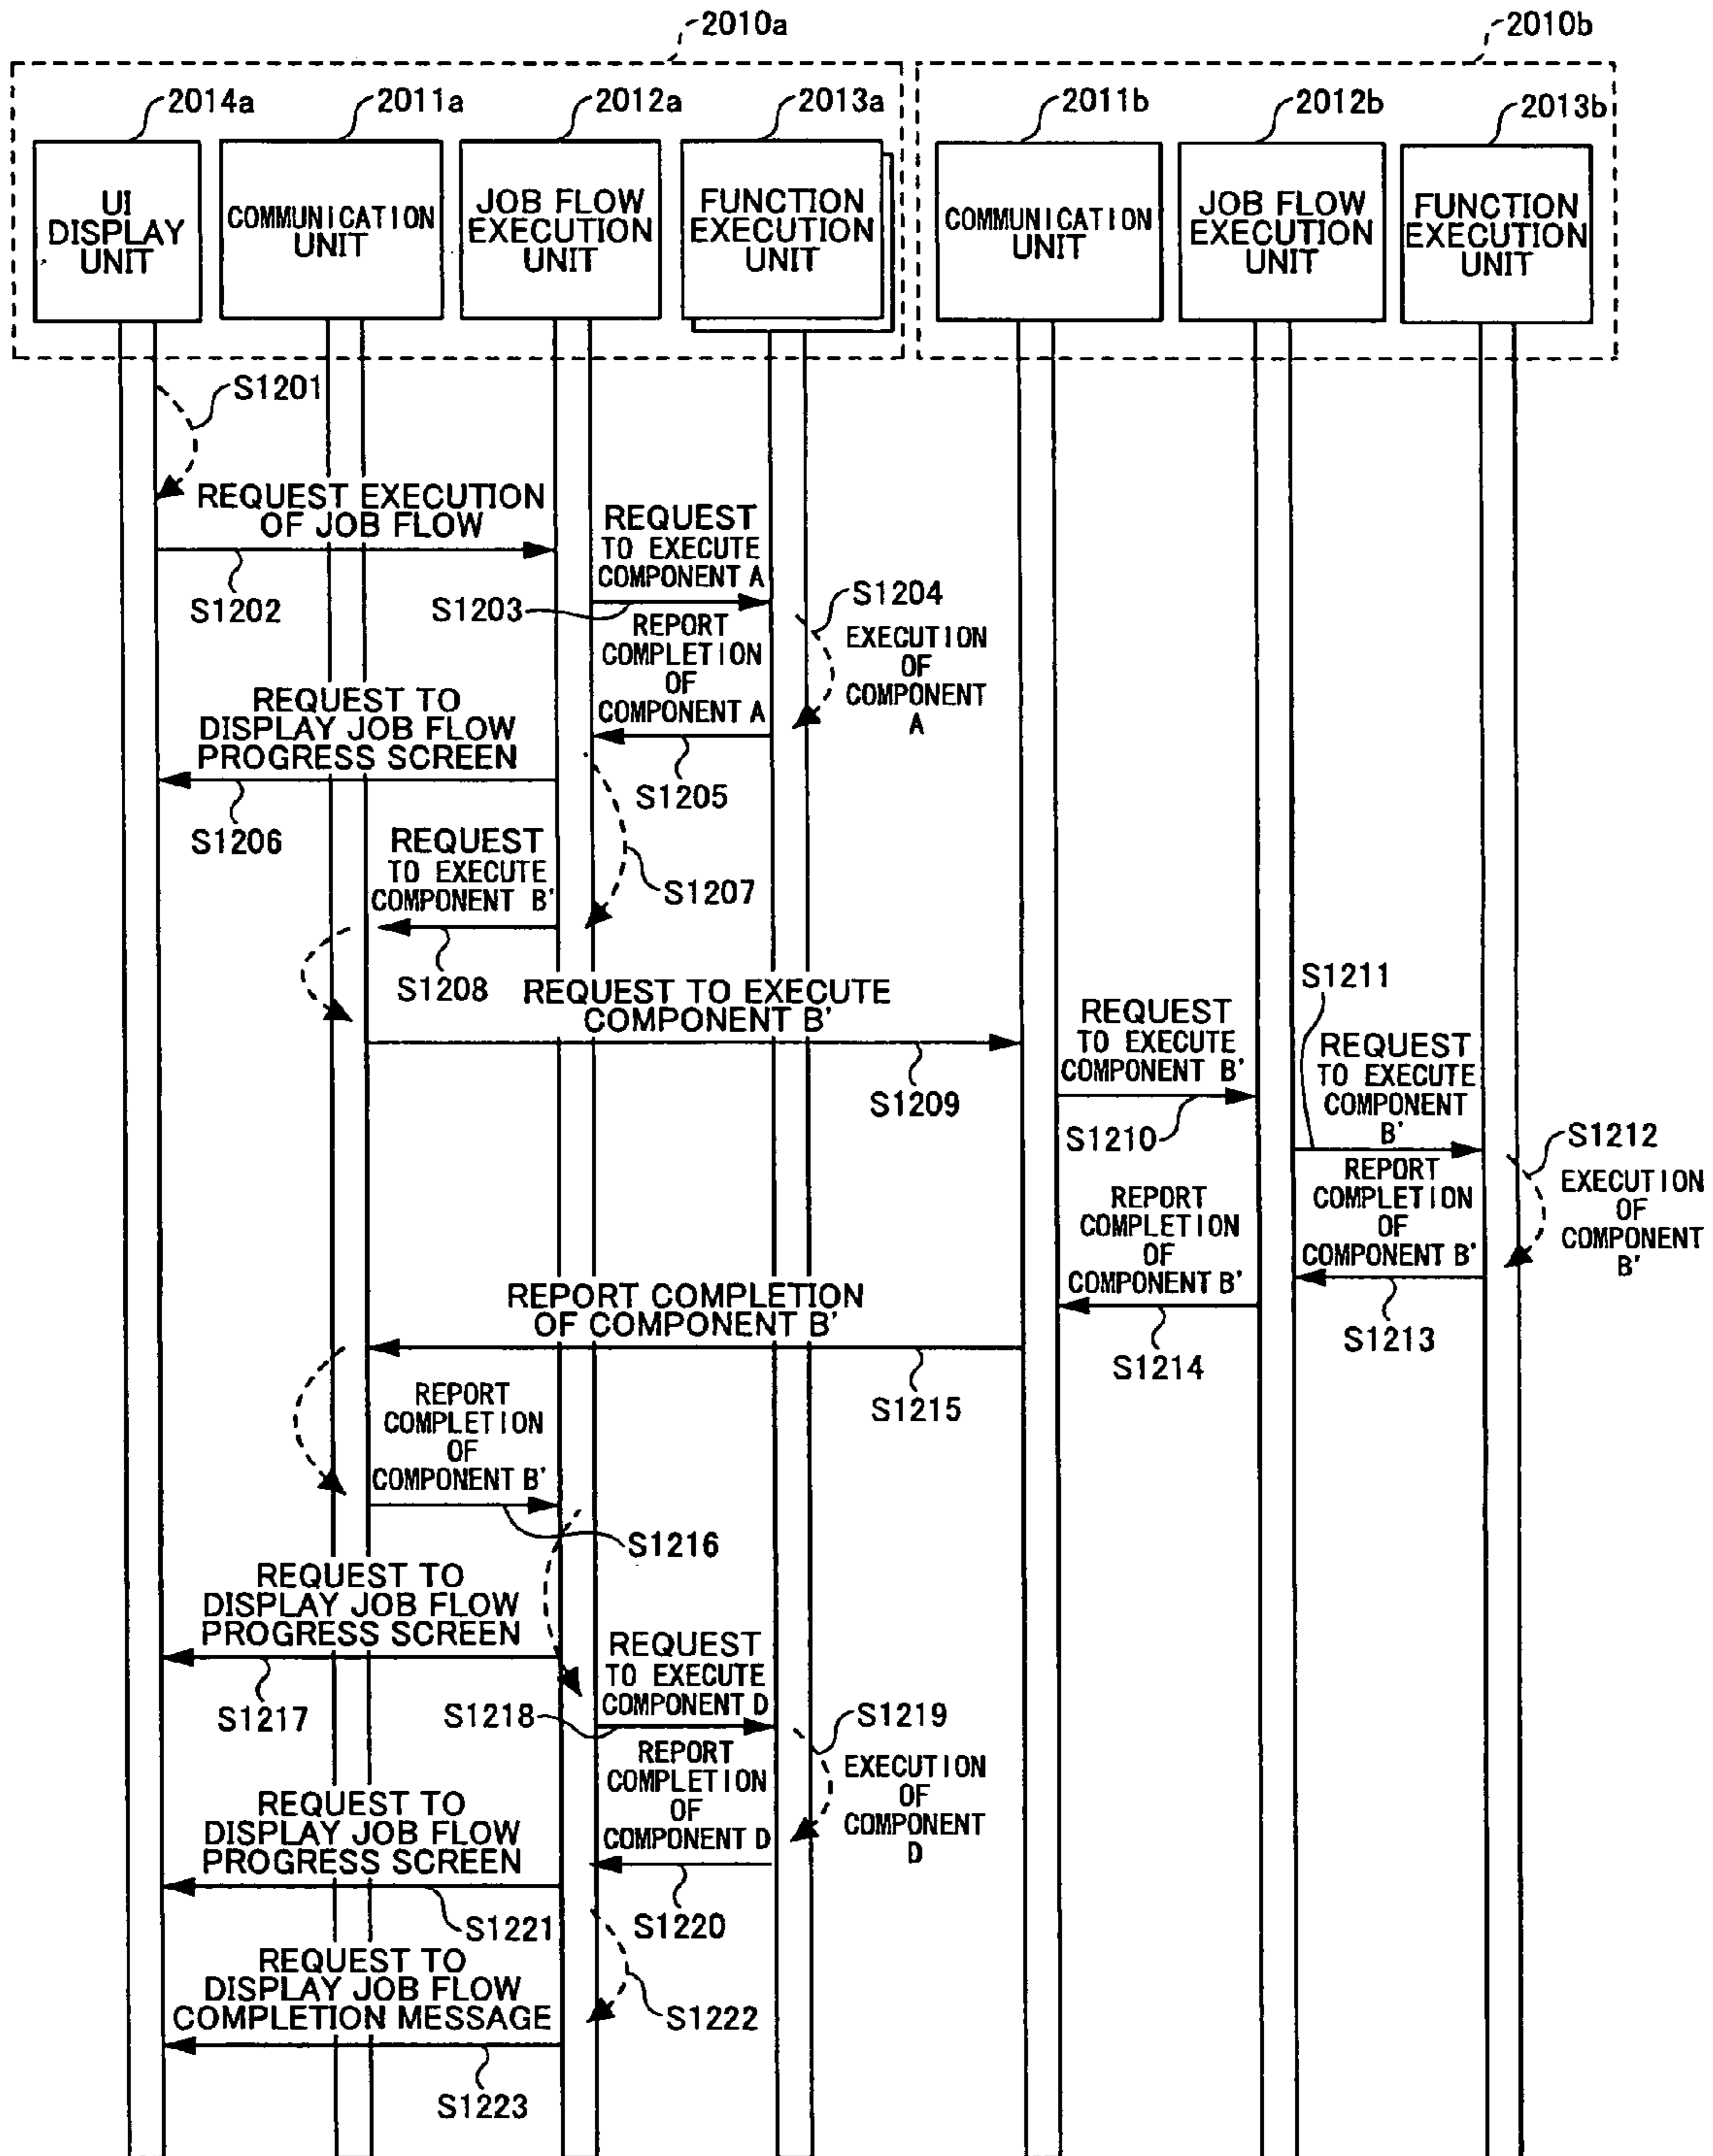 2010a
2010b
2014a
2011a
2012a
2013a
2011b
2012b
2013b
UI
DISPLAY
UNIT
COMMUNICATION
UNIT
JOB FLOW
EXECUTION
UNIT
FUNCTION
EXECUTION
UNIT
COMMUNICATION
UNIT
JOB FLOW
EXECUTION
UNIT
FUNCTION
EXECUTION
UNIT
S1201
REQUEST EXECUTION
OF JOB FLOW
S1202
REQUEST
TO EXECUTE
COMPONENT A
S1203
S1204
EXECUTION
OF
COMPONENT
A
REPORT
COMPLETION
OF
COMPONENT A
S1205
REQUEST TO
DISPLAY JOB FLOW
PROGRESS SCREEN
S1206
S1207
REQUEST
TO EXECUTE
COMPONENT B'
S1208
REQUEST TO EXECUTE
COMPONENT B'
S1209
REQUEST
TO EXECUTE
COMPONENT B'
S1210
S1211
REQUEST
TO EXECUTE
COMPONENT
B'
S1212
EXECUTION
OF
COMPONENT
B'
REPORT
COMPLETION
OF
COMPONENT B'
S1213
REPORT
COMPLETION
OF
COMPONENT B'
S1214
REPORT COMPLETION
OF COMPONENT B'
S1215
REPORT
COMPLETION
OF
COMPONENT B'
S1216
REQUEST TO
DISPLAY JOB FLOW
PROGRESS SCREEN
S1217
REQUEST
TO EXECUTE
COMPONENT D
S1218
S1219
EXECUTION
OF
COMPONENT
D
REPORT
COMPLETION
OF
COMPONENT D
S1220
REQUEST TO
DISPLAY JOB FLOW
PROGRESS SCREEN
S1221
S1222
REQUEST TO
DISPLAY JOB FLOW
COMPLETION MESSAGE
S1223